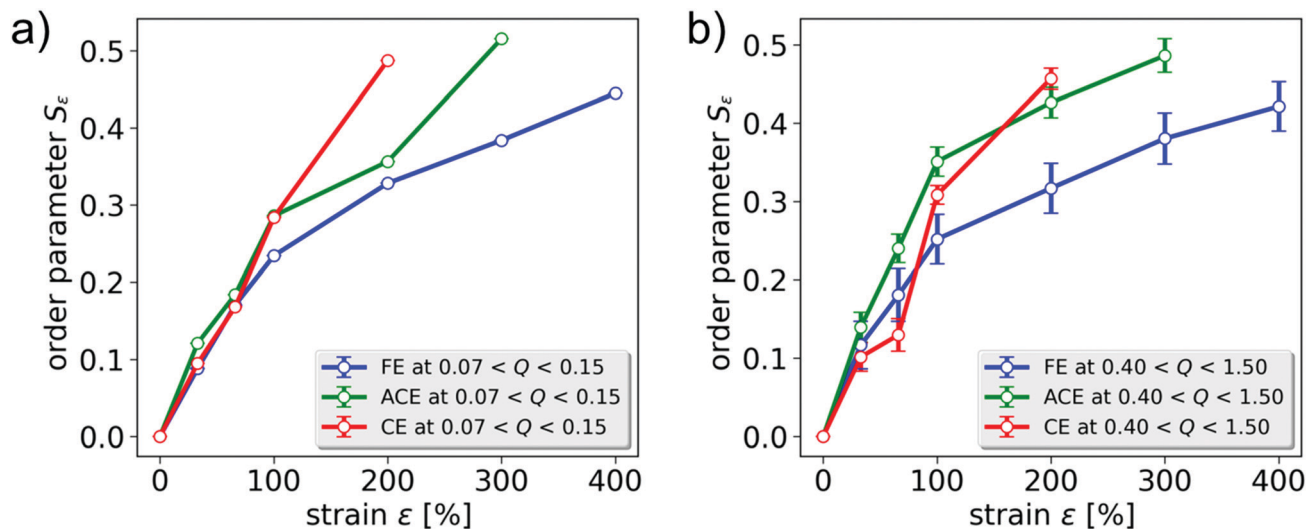 a)
order parameter Sε
0.5
0.4
0.3
0.2
0.1
0.0
FE at 0.07 < Q < 0.15
ACE at 0.07 < Q < 0.15
CE at 0.07 < Q < 0.15
0 100 200 300 400
strain ε [%]
b)
order parameter Sε
0.5
0.4
0.3
0.2
0.1
0.0
FE at 0.40 < Q < 1.50
ACE at 0.40 < Q < 1.50
CE at 0.40 < Q < 1.50
0 100 200 300 400
strain ε [%]